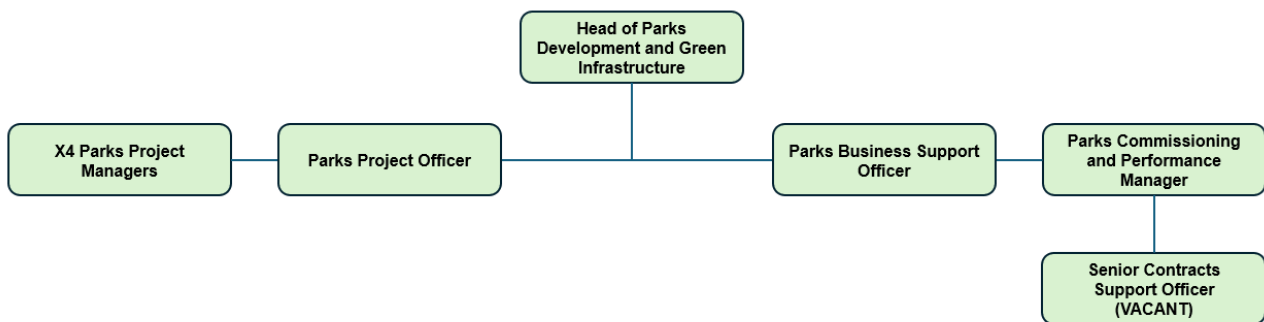 Head of Parks
Development and Green
Infrastructure
X4 Parks Project
Managers
Parks Project Officer
Parks Business Support
Officer
Parks Commissioning
and Performance
Manager
Senior Contracts
Support Officer
(VACANT)